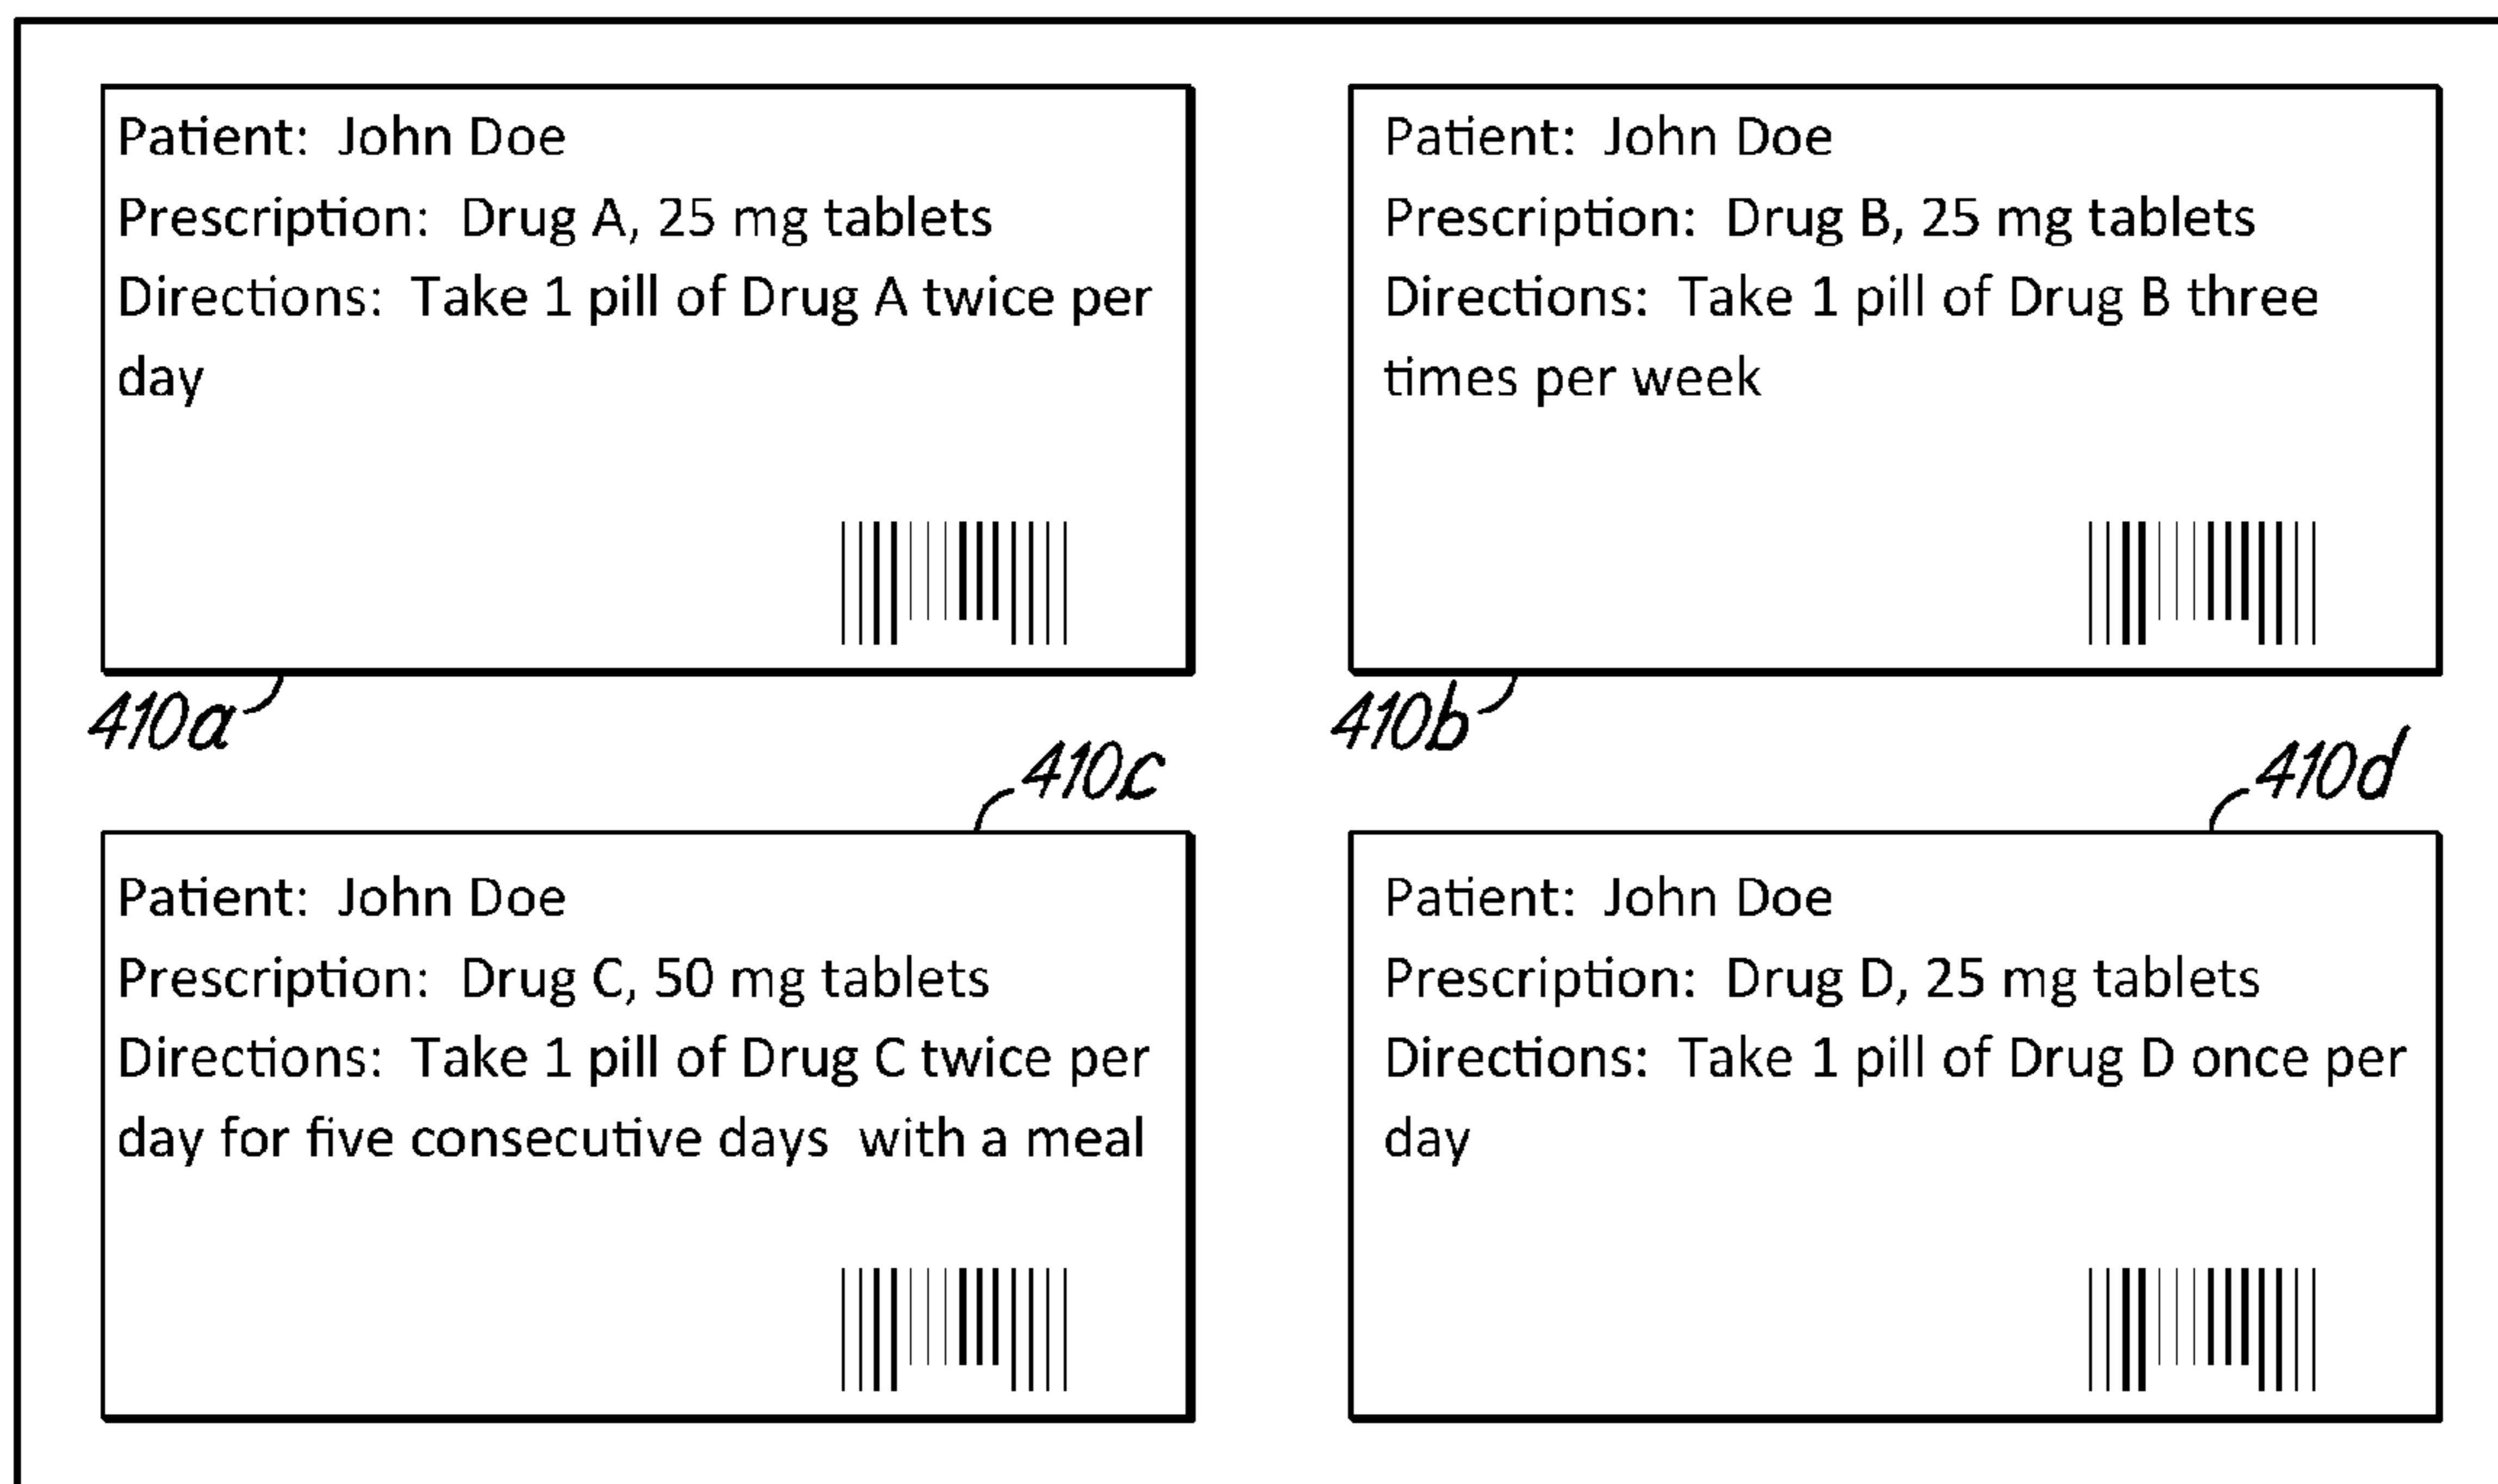 Patient:  John Doe
Prescription:  Drug A, 25 mg tablets
Directions:  Take 1 pill of Drug A twice per
day
410a
Patient:  John Doe
Prescription:  Drug B, 25 mg tablets
Directions:  Take 1 pill of Drug B three
times per week
410b
410c
Patient:  John Doe
Prescription:  Drug C, 50 mg tablets
Directions:  Take 1 pill of Drug C twice per
day for five consecutive days  with a meal
410d
Patient:  John Doe
Prescription:  Drug D, 25 mg tablets
Directions:  Take 1 pill of Drug D once per
day